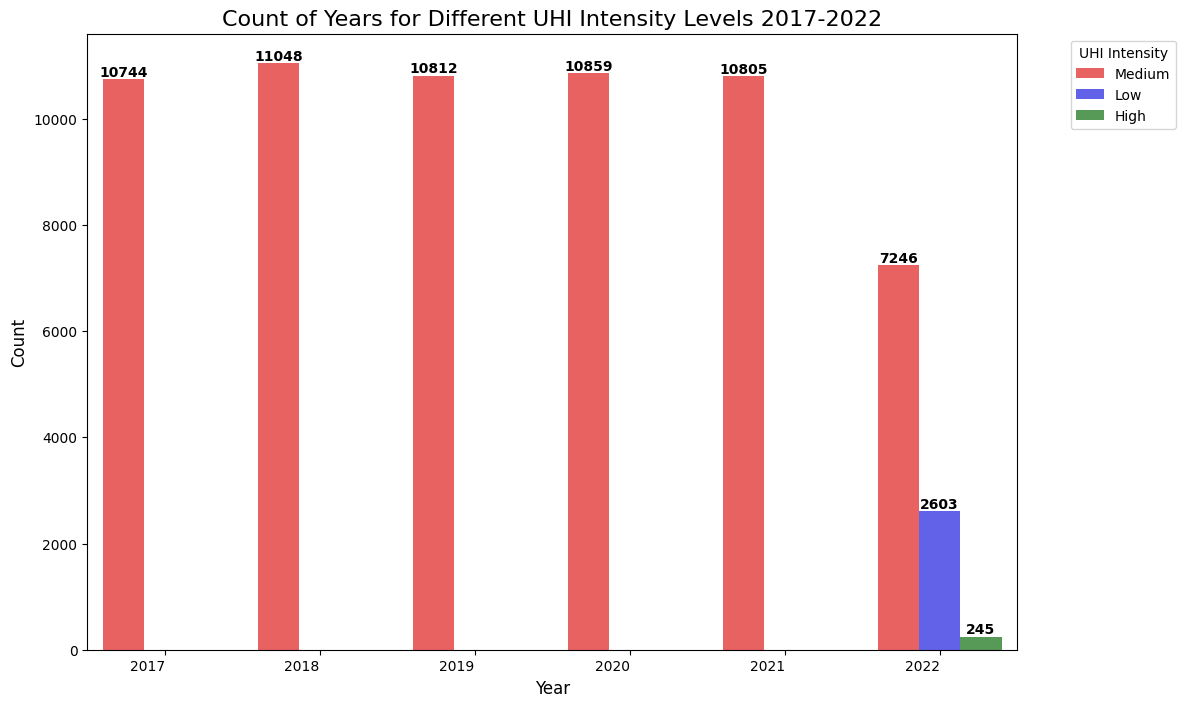 Count of Years for Different UHI Intensity Levels 2017-2022
UHI Intensity
Medium
Low
High
10744
11048
10812
10859
10805
7246
2603
245
Count
10000
8000
6000
4000
2000
0
2017
2018
2019
2020
2021
2022
Year